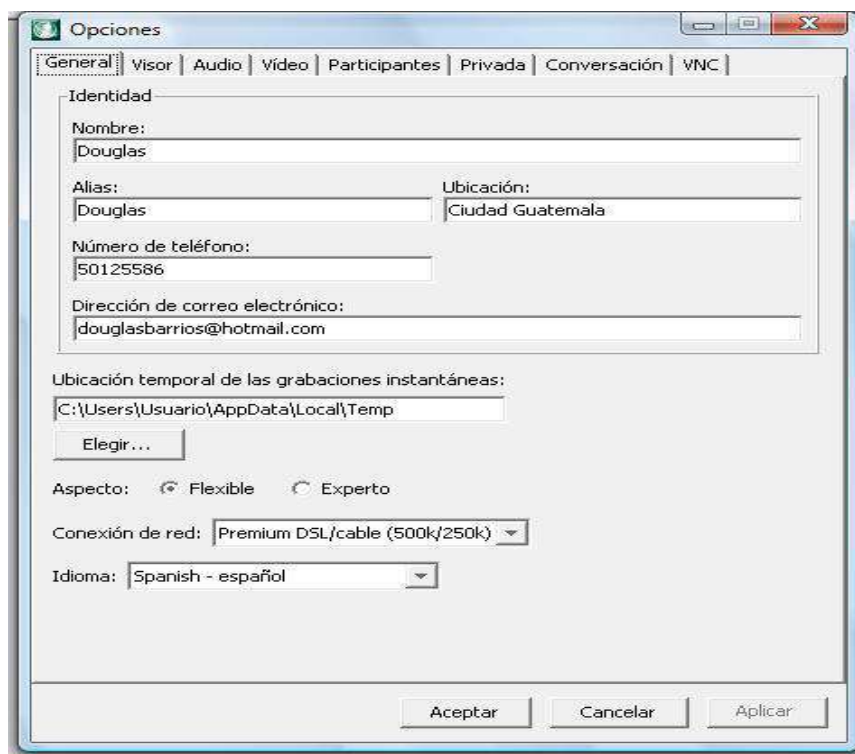 Opciones
General Visor Audio Vídeo Participantes Privada Conversación VNC
Identidad
Nombre:
Douglas
Alias: Ubicación:
Douglas Ciudad Guatemala
Número de teléfono:
50125586
Dirección de correo electrónico:
douglasbarrios@hotmail.com
Ubicación temporal de las grabaciones instantáneas:
C:\Users\Usuario\AppData\Local\Temp
Elegir...
Aspecto: Flexible Experto
Conexión de red: Premium DSL/cable (500k/250k)
Idioma: Spanish - español
Aceptar Cancelar Aplicar